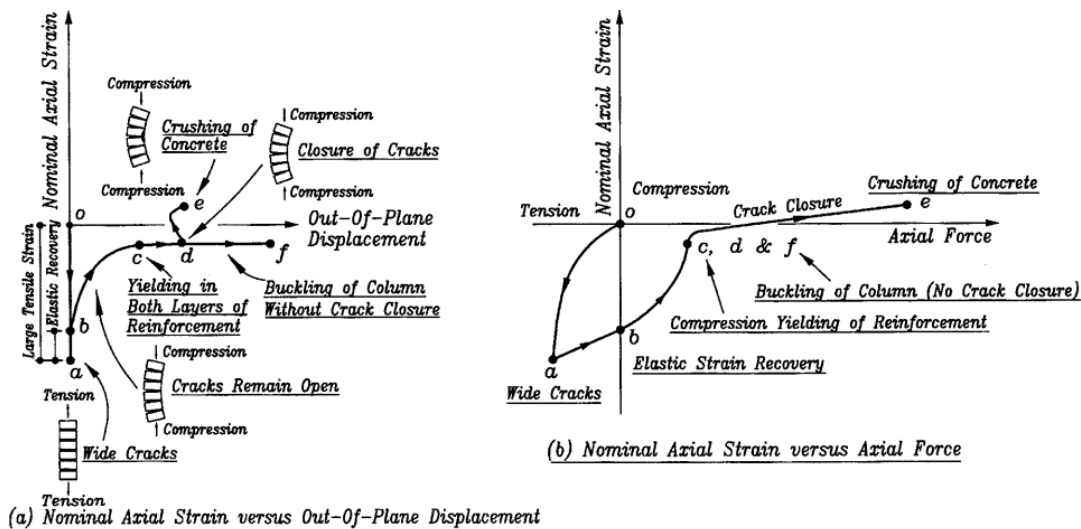 Nominal Axial Strain
Compression
Compression
Crushing of
Concrete
Compression
Closure of Cracks
Compression
Compression
e
o
Out-Of-Plane
Displacement
c
d
f
Large Tensile Strain
Elastic Recovery
Yielding in
Both Layers of
Reinforcement
Buckling of Column
Without Crack Closure
b
a
Compression
Cracks Remain Open
Compression
Tension
Wide Cracks
Tension
(a) Nominal Axial Strain versus Out-Of-Plane Displacement
Nominal Axial Strain
Tension
Compression
o
Crushing of Concrete
Crack Closure
e
Axial Force
c, d & f
Buckling of Column (No Crack Closure)
Compression Yielding of Reinforcement
b
Elastic Strain Recovery
a
Wide Cracks
(b) Nominal Axial Strain versus Axial Force